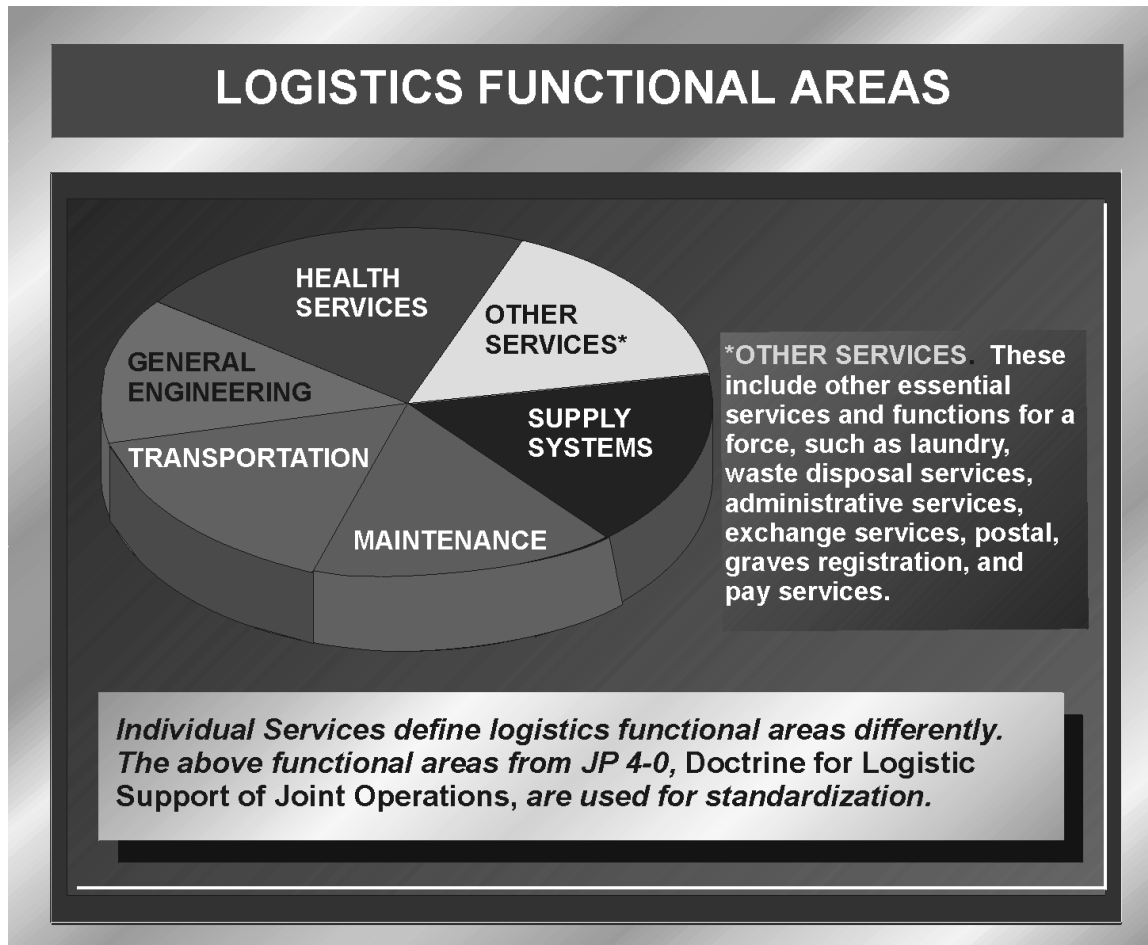 LOGISTICS FUNCTIONAL AREAS
HEALTH
SERVICES
OTHER
SERVICES*
GENERAL
ENGINEERING
SUPPLY
SYSTEMS
TRANSPORTATION
MAINTENANCE
*OTHER SERVICES. These
include other essential
services and functions for a
force, such as laundry,
waste disposal services,
administrative services,
exchange services, postal,
graves registration, and
pay services.
Individual Services define logistics functional areas differently.
The above functional areas from JP 4-0, Doctrine for Logistic
Support of Joint Operations, are used for standardization.